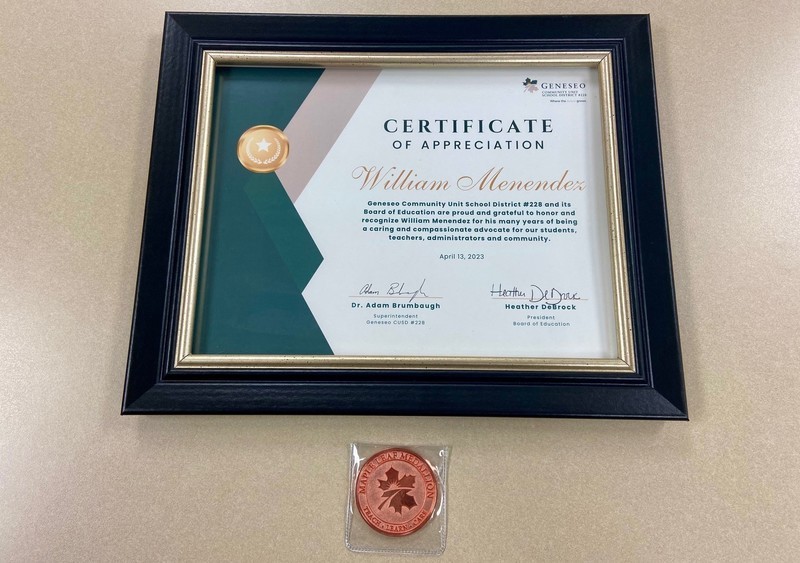 GENESEO
COMMUNITY UNIT
SCHOOL DISTRICT #228
CERTIFICATE
OF APPRECIATION
William Menendez
Geneseo Community Unit School District #228 and its
Board of Education are proud and grateful to honor and
recognize William Menendez for his many years of being
a caring and compassionate advocate for our students,
teachers, administrators and community.
April 13, 2023
Heather DeBrock
Dr. Adam Brumbaugh
Heather DeBrock
Superintendent
President
Geneseo CUSD #228
Board of Education
MAPLE LEAF MEDALLION
TEACH